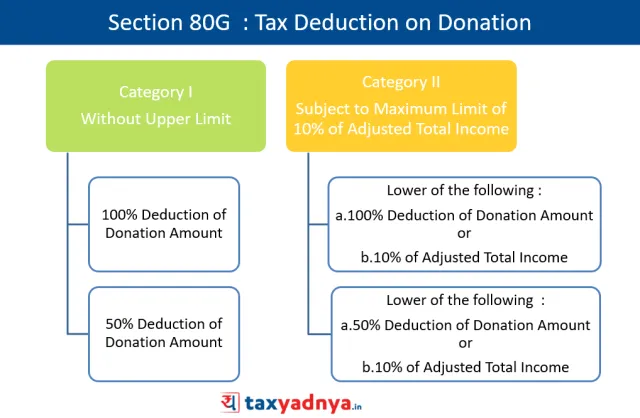 Section 80G : Tax Deduction on Donation
Category I
Without Upper Limit
100% Deduction of
Donation Amount
50% Deduction of
Donation Amount
Category II
Subject to Maximum Limit of
10% of Adjusted Total Income
Lower of the following :
a.100% Deduction of Donation Amount
or
b.10% of Adjusted Total Income
Lower of the following :
a.50% Deduction of Donation Amount
or
b.10% of Adjusted Total Income
taxyadnya.in